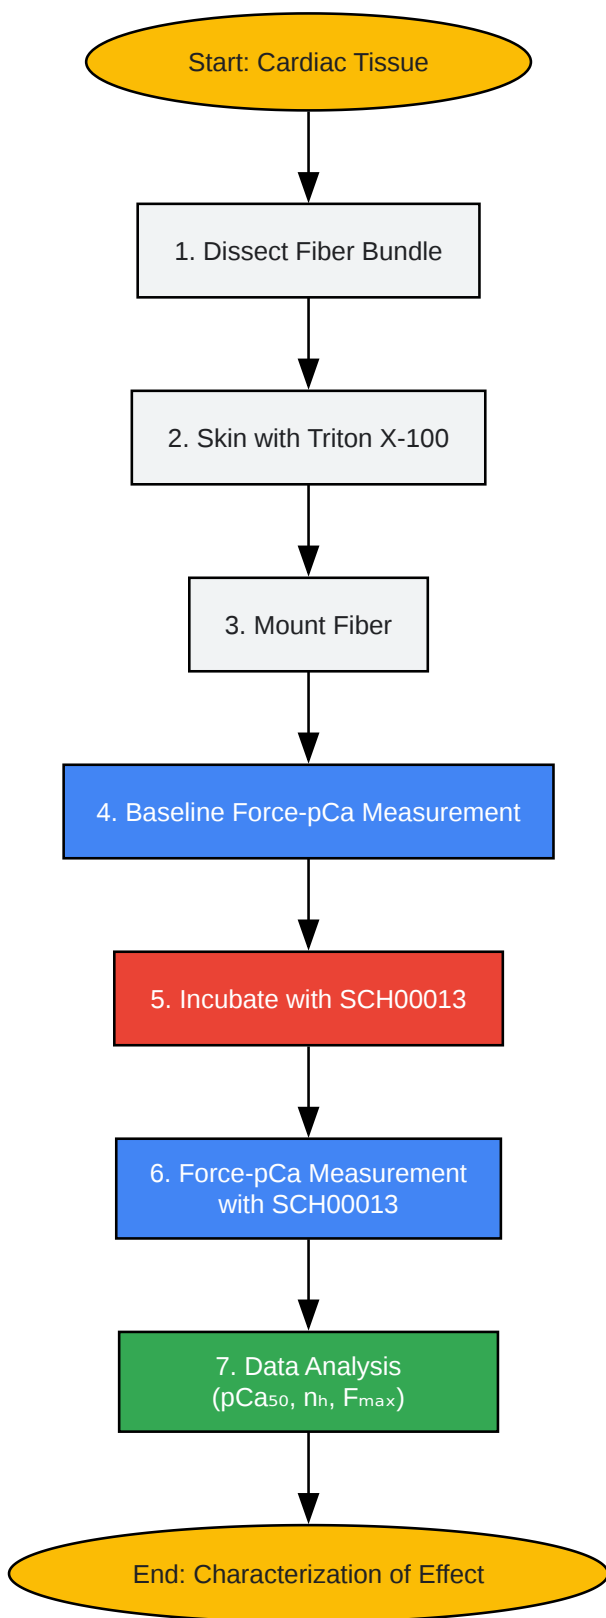 Start: Cardiac Tissue
1. Dissect Fiber Bundle
2. Skin with Triton X-100
3. Mount Fiber
4. Baseline Force-pCa Measurement
5. Incubate with SCH00013
6. Force-pCa Measurement
with SCH00013
7. Data Analysis
(pCa₅₀, nₕ, Fₘₐₓ)
End: Characterization of Effect